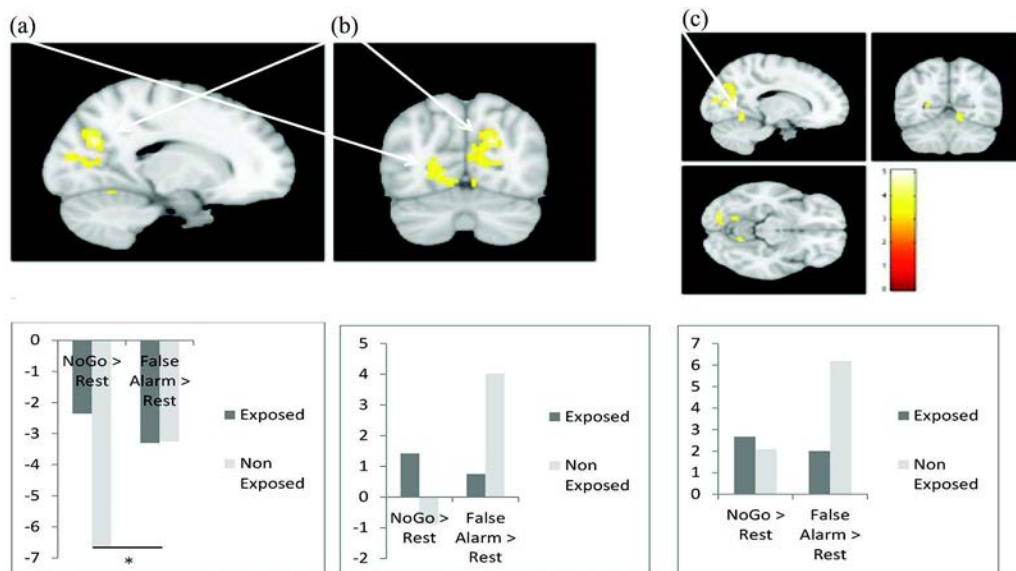 (a)
(b)
(c)
5
4
3
2
1
0
0
-1
-2
-3
-4
-5
-6
-7
NoGo >
Rest
False
Alarm >
Rest
Exposed
Non
Exposed
*
5
4
3
2
1
0
-1
-2
NoGo >
Rest
False
Alarm >
Rest
Exposed
Non
Exposed
7
6
5
4
3
2
1
0
NoGo >
Rest
False
Alarm >
Rest
Exposed
Non
Exposed